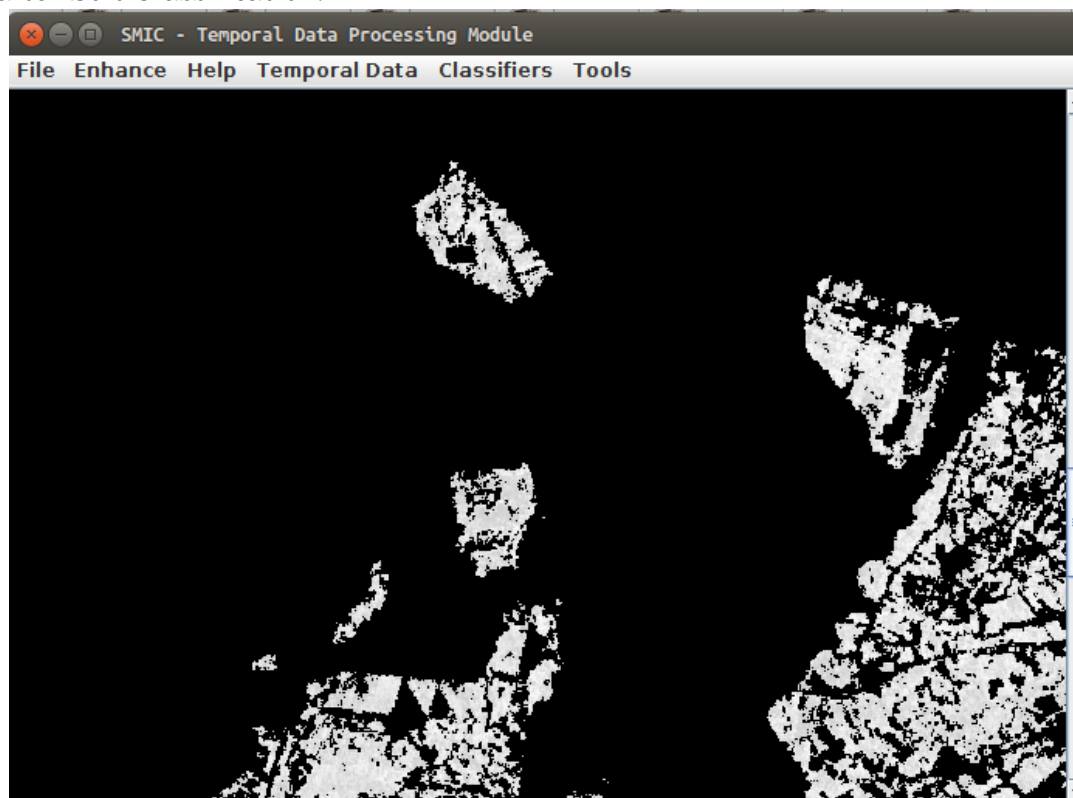 SMIC - Temporal Data Processing Module
File Enhance Help Temporal Data Classifiers Tools